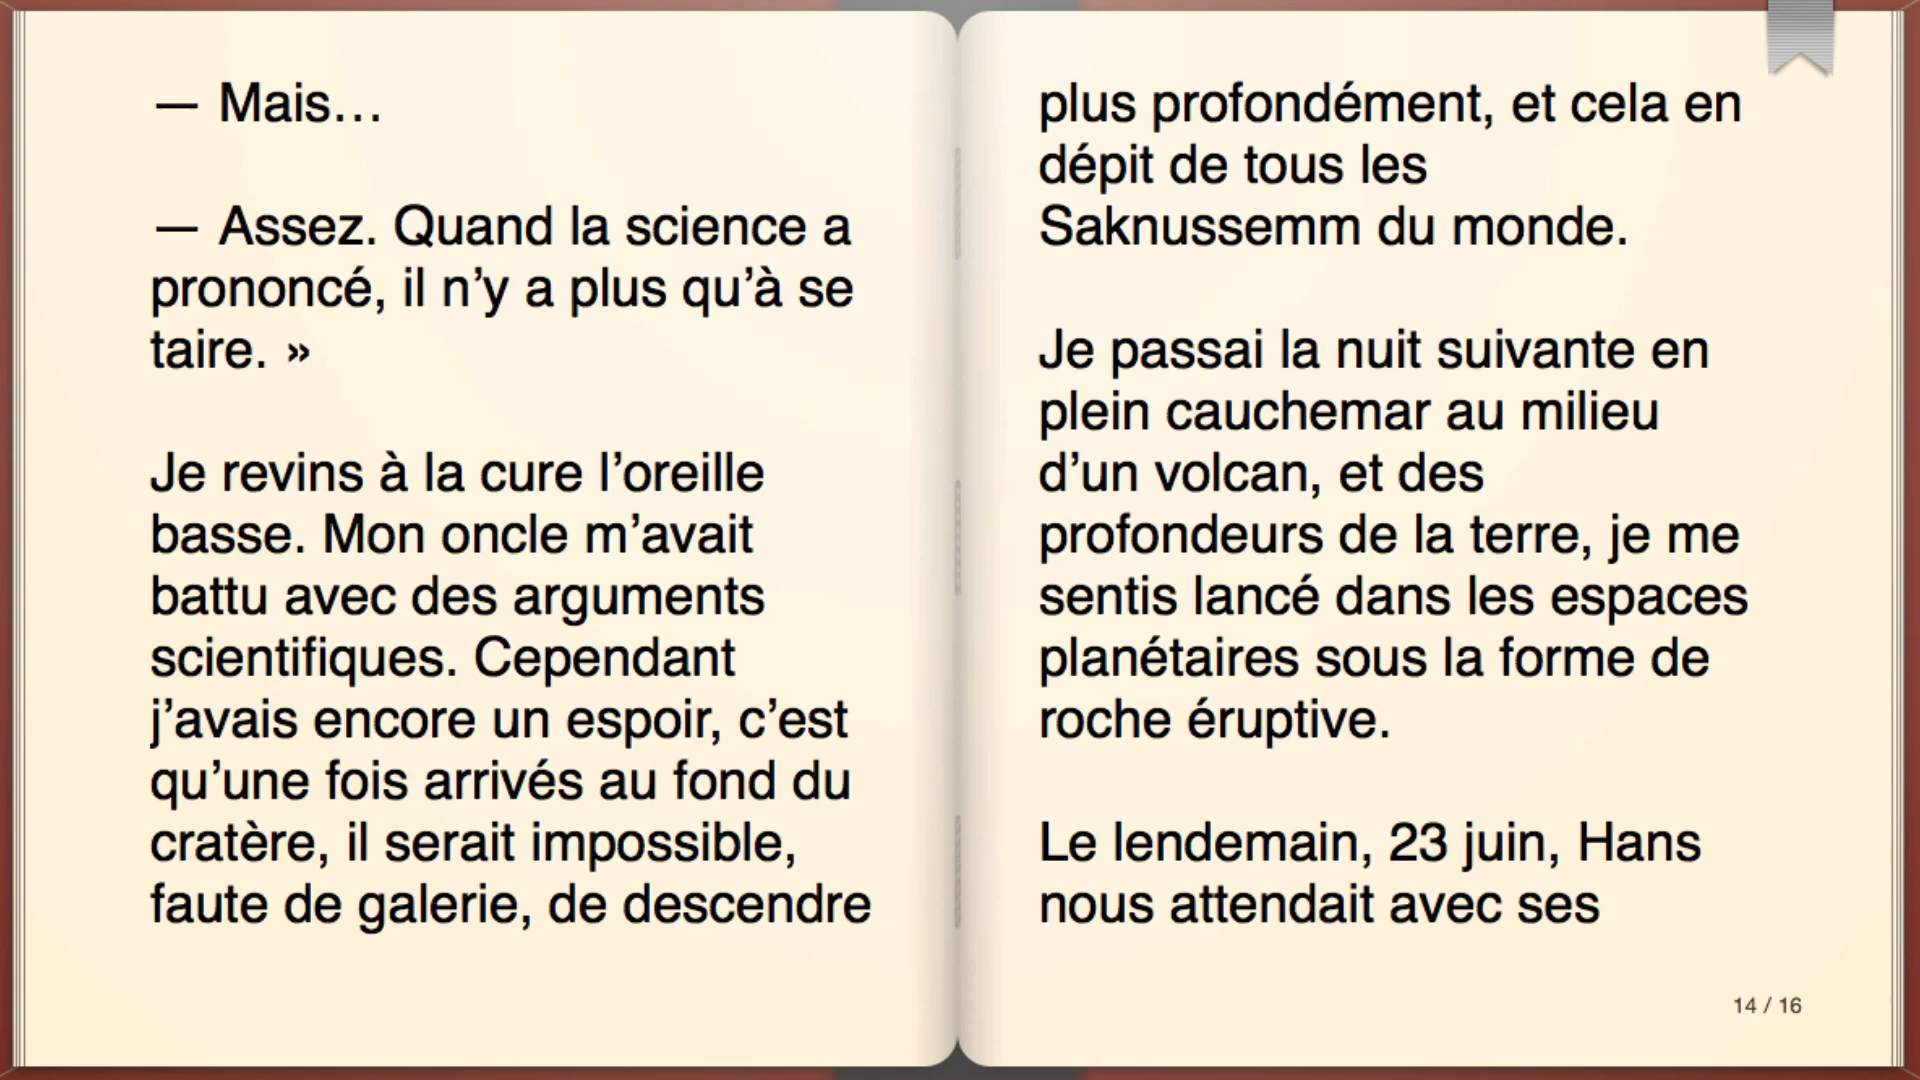 — Mais…
— Assez. Quand la science a
prononcé, il n’y a plus qu’à se
taire. »
Je revins à la cure l’oreille
basse. Mon oncle m’avait
battu avec des arguments
scientifiques. Cependant
j’avais encore un espoir, c’est
qu’une fois arrivés au fond du
cratère, il serait impossible,
faute de galerie, de descendre
plus profondément, et cela en
dépit de tous les
Saknussemm du monde.
Je passai la nuit suivante en
plein cauchemar au milieu
d’un volcan, et des
profondeurs de la terre, je me
sentis lancé dans les espaces
planétaires sous la forme de
roche éruptive.
Le lendemain, 23 juin, Hans
nous attendait avec ses
14 / 16